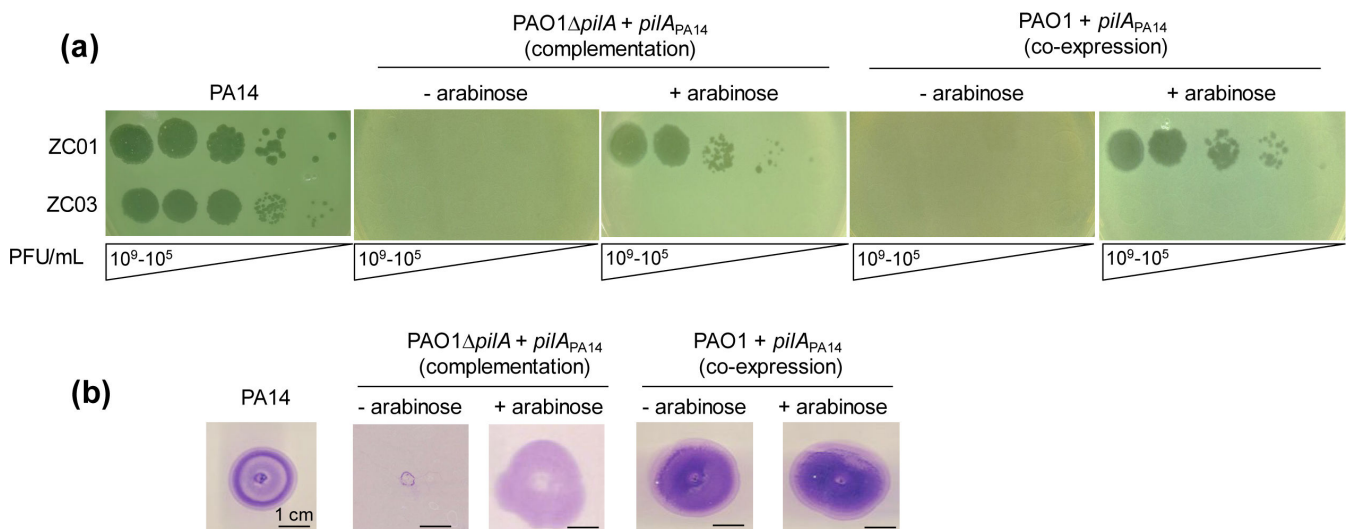 (a)
PAO1ΔpilA + pilAPA14
(complementation)
PAO1 + pilAPA14
(co-expression)
PA14
- arabinose
+ arabinose
- arabinose
+ arabinose
ZC01
ZC03
PFU/mL
10⁹-10⁵
10⁹-10⁵
10⁹-10⁵
10⁹-10⁵
10⁹-10⁵
(b)
PAO1ΔpilA + pilAPA14
(complementation)
PAO1 + pilAPA14
(co-expression)
PA14
- arabinose
+ arabinose
- arabinose
+ arabinose
1 cm